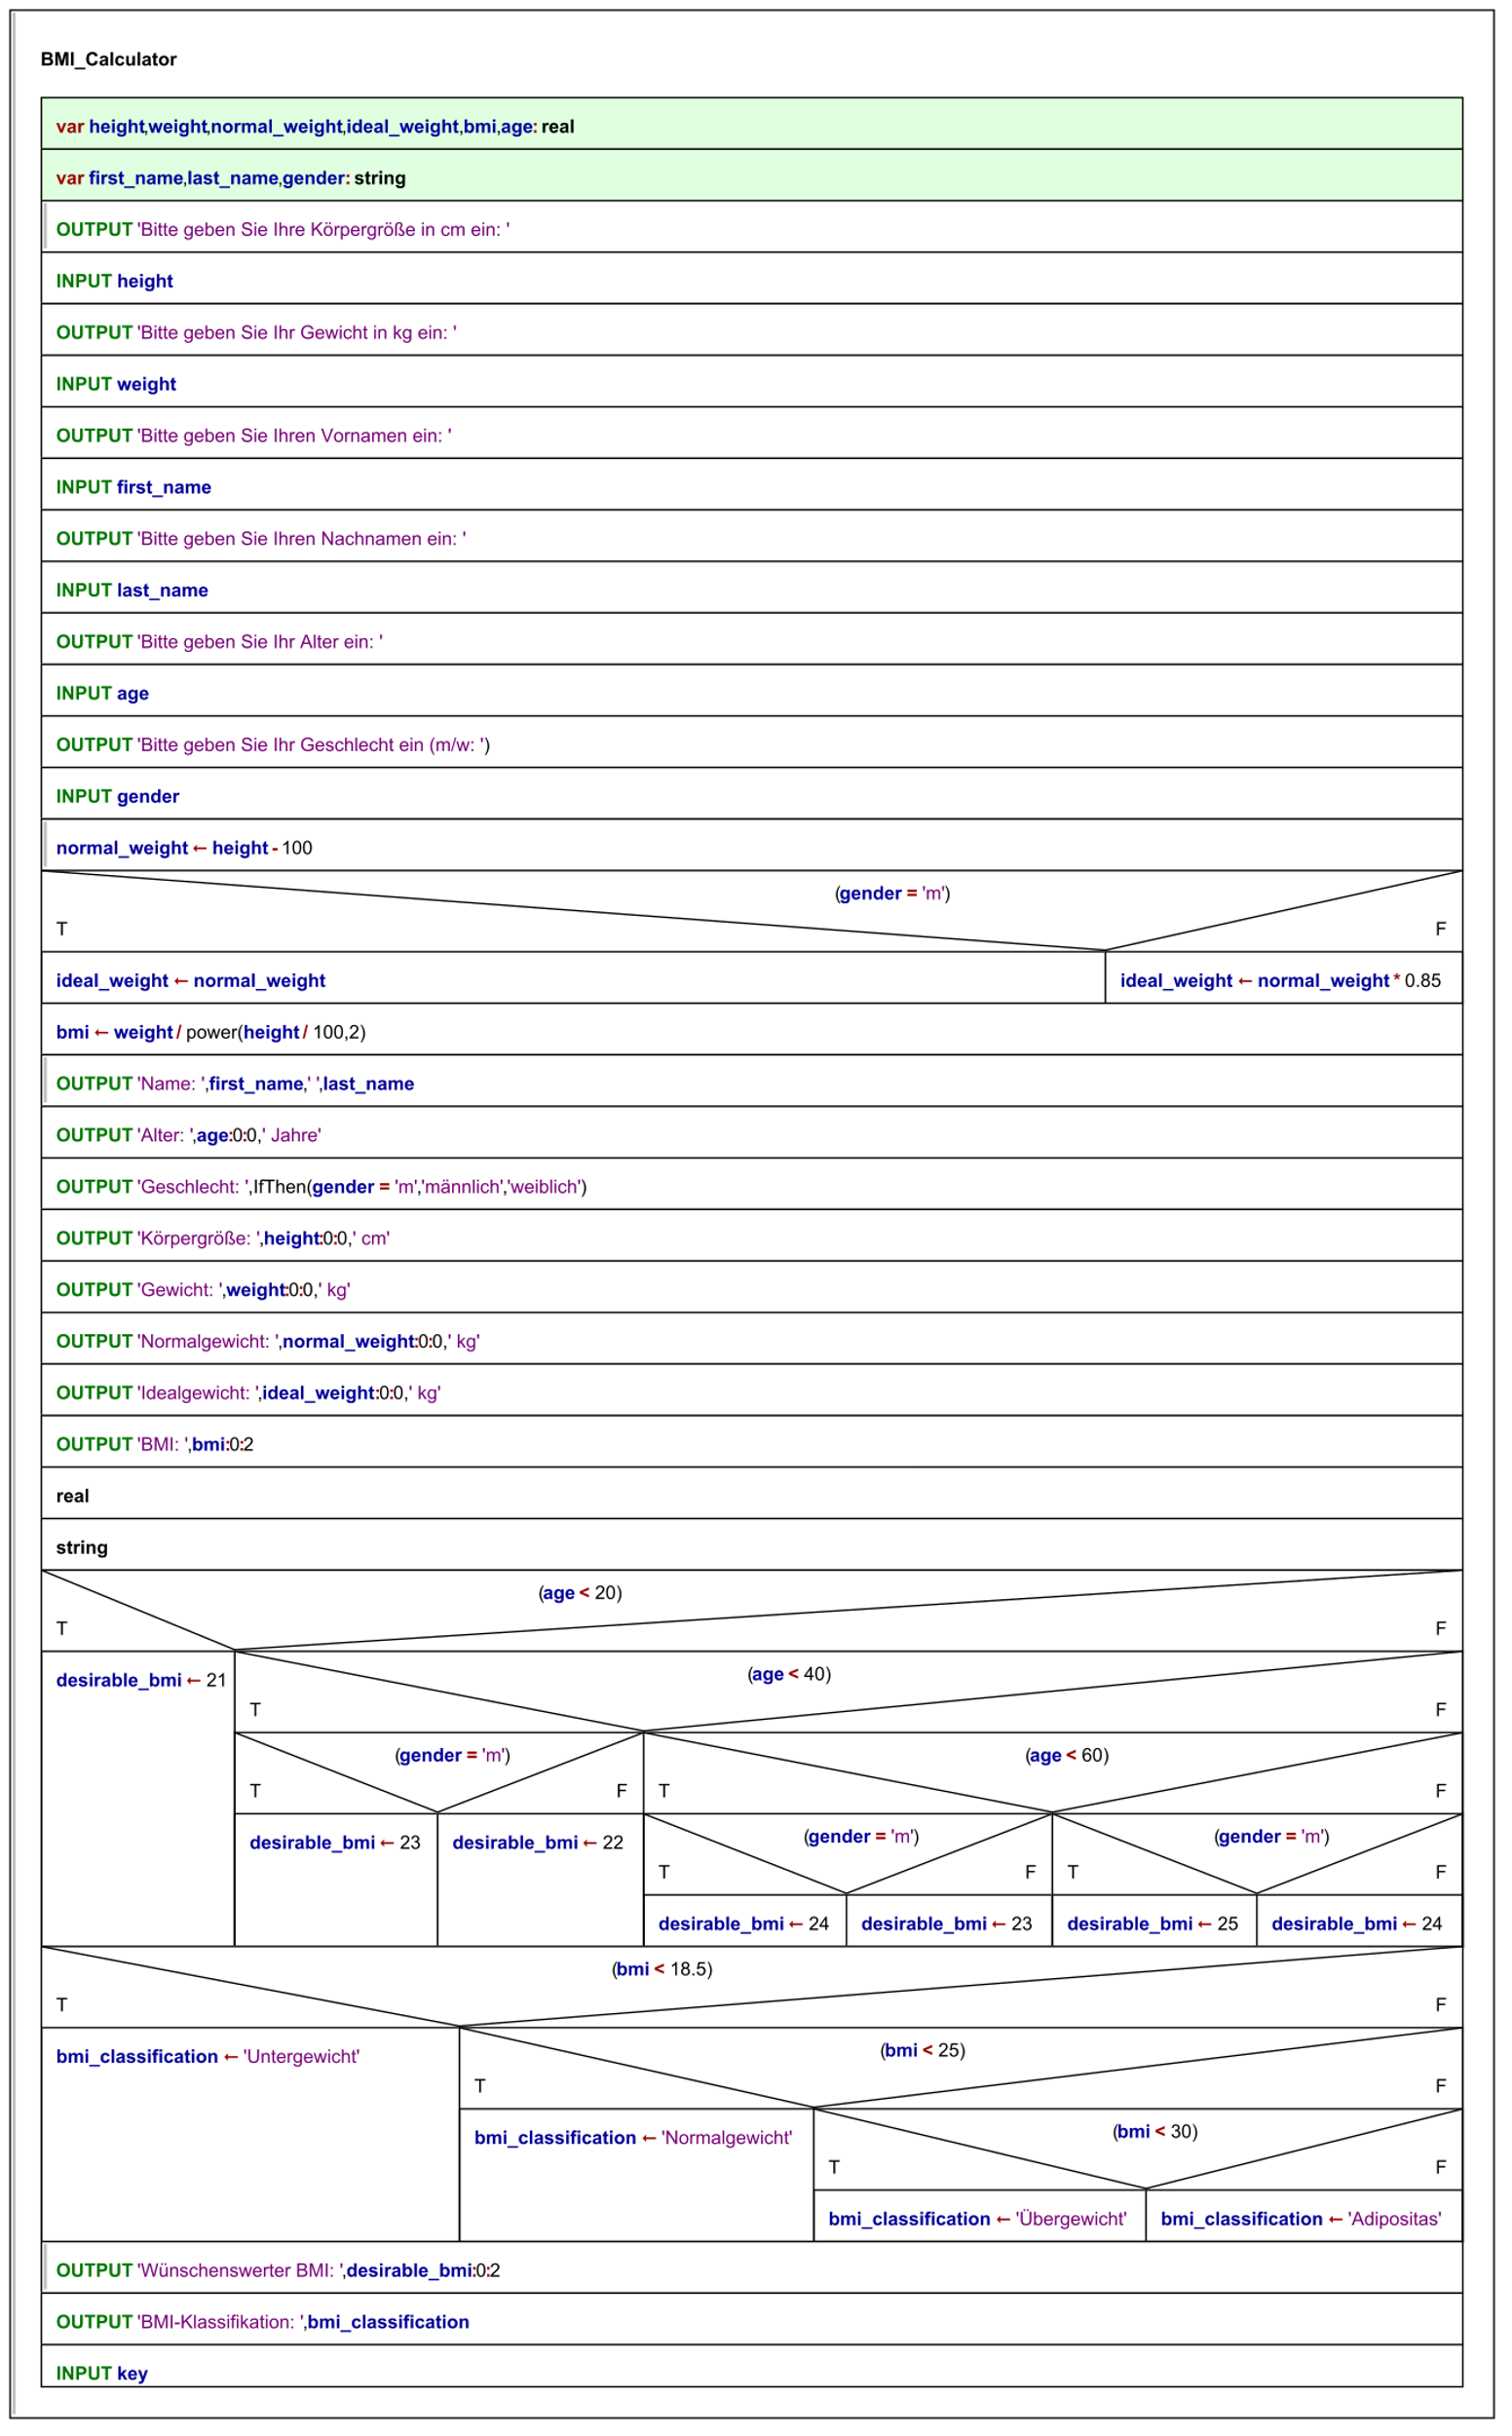 BMI_Calculator
var height,weight,normal_weight,ideal_weight,bmi,age: real
var first_name,last_name,gender: string
OUTPUT 'Bitte geben Sie Ihre Körpergröße in cm ein: '
INPUT height
OUTPUT 'Bitte geben Sie Ihr Gewicht in kg ein: '
INPUT weight
OUTPUT 'Bitte geben Sie Ihren Vornamen ein: '
INPUT first_name
OUTPUT 'Bitte geben Sie Ihren Nachnamen ein: '
INPUT last_name
OUTPUT 'Bitte geben Sie Ihr Alter ein: '
INPUT age
OUTPUT 'Bitte geben Sie Ihr Geschlecht ein (m/w: ')
INPUT gender
normal_weight ← height - 100
(gender = 'm')
T F
ideal_weight ← normal_weight ideal_weight ← normal_weight * 0.85
bmi ← weight / power(height / 100,2)
OUTPUT 'Name: ',first_name,' ',last_name
OUTPUT 'Alter: ',age:0:0,' Jahre'
OUTPUT 'Geschlecht: ',IfThen(gender = 'm','männlich','weiblich')
OUTPUT 'Körpergröße: ',height:0:0,' cm'
OUTPUT 'Gewicht: ',weight:0:0,' kg'
OUTPUT 'Normalgewicht: ',normal_weight:0:0,' kg'
OUTPUT 'Idealgewicht: ',ideal_weight:0:0,' kg'
OUTPUT 'BMI: ',bmi:0:2
real
string
(age < 20)
T F
desirable_bmi ← 21 (age < 40)
T F
(gender = 'm') (age < 60)
T F T F
desirable_bmi ← 23 desirable_bmi ← 22 (gender = 'm') (gender = 'm')
T F T F
desirable_bmi ← 24 desirable_bmi ← 23 desirable_bmi ← 25 desirable_bmi ← 24
(bmi < 18.5)
T F
bmi_classification ← 'Untergewicht' (bmi < 25)
T F
bmi_classification ← 'Normalgewicht' (bmi < 30)
T F
bmi_classification ← 'Übergewicht' bmi_classification ← 'Adipositas'
OUTPUT 'Wünschenswerter BMI: ',desirable_bmi:0:2
OUTPUT 'BMI-Klassifikation: ',bmi_classification
INPUT key